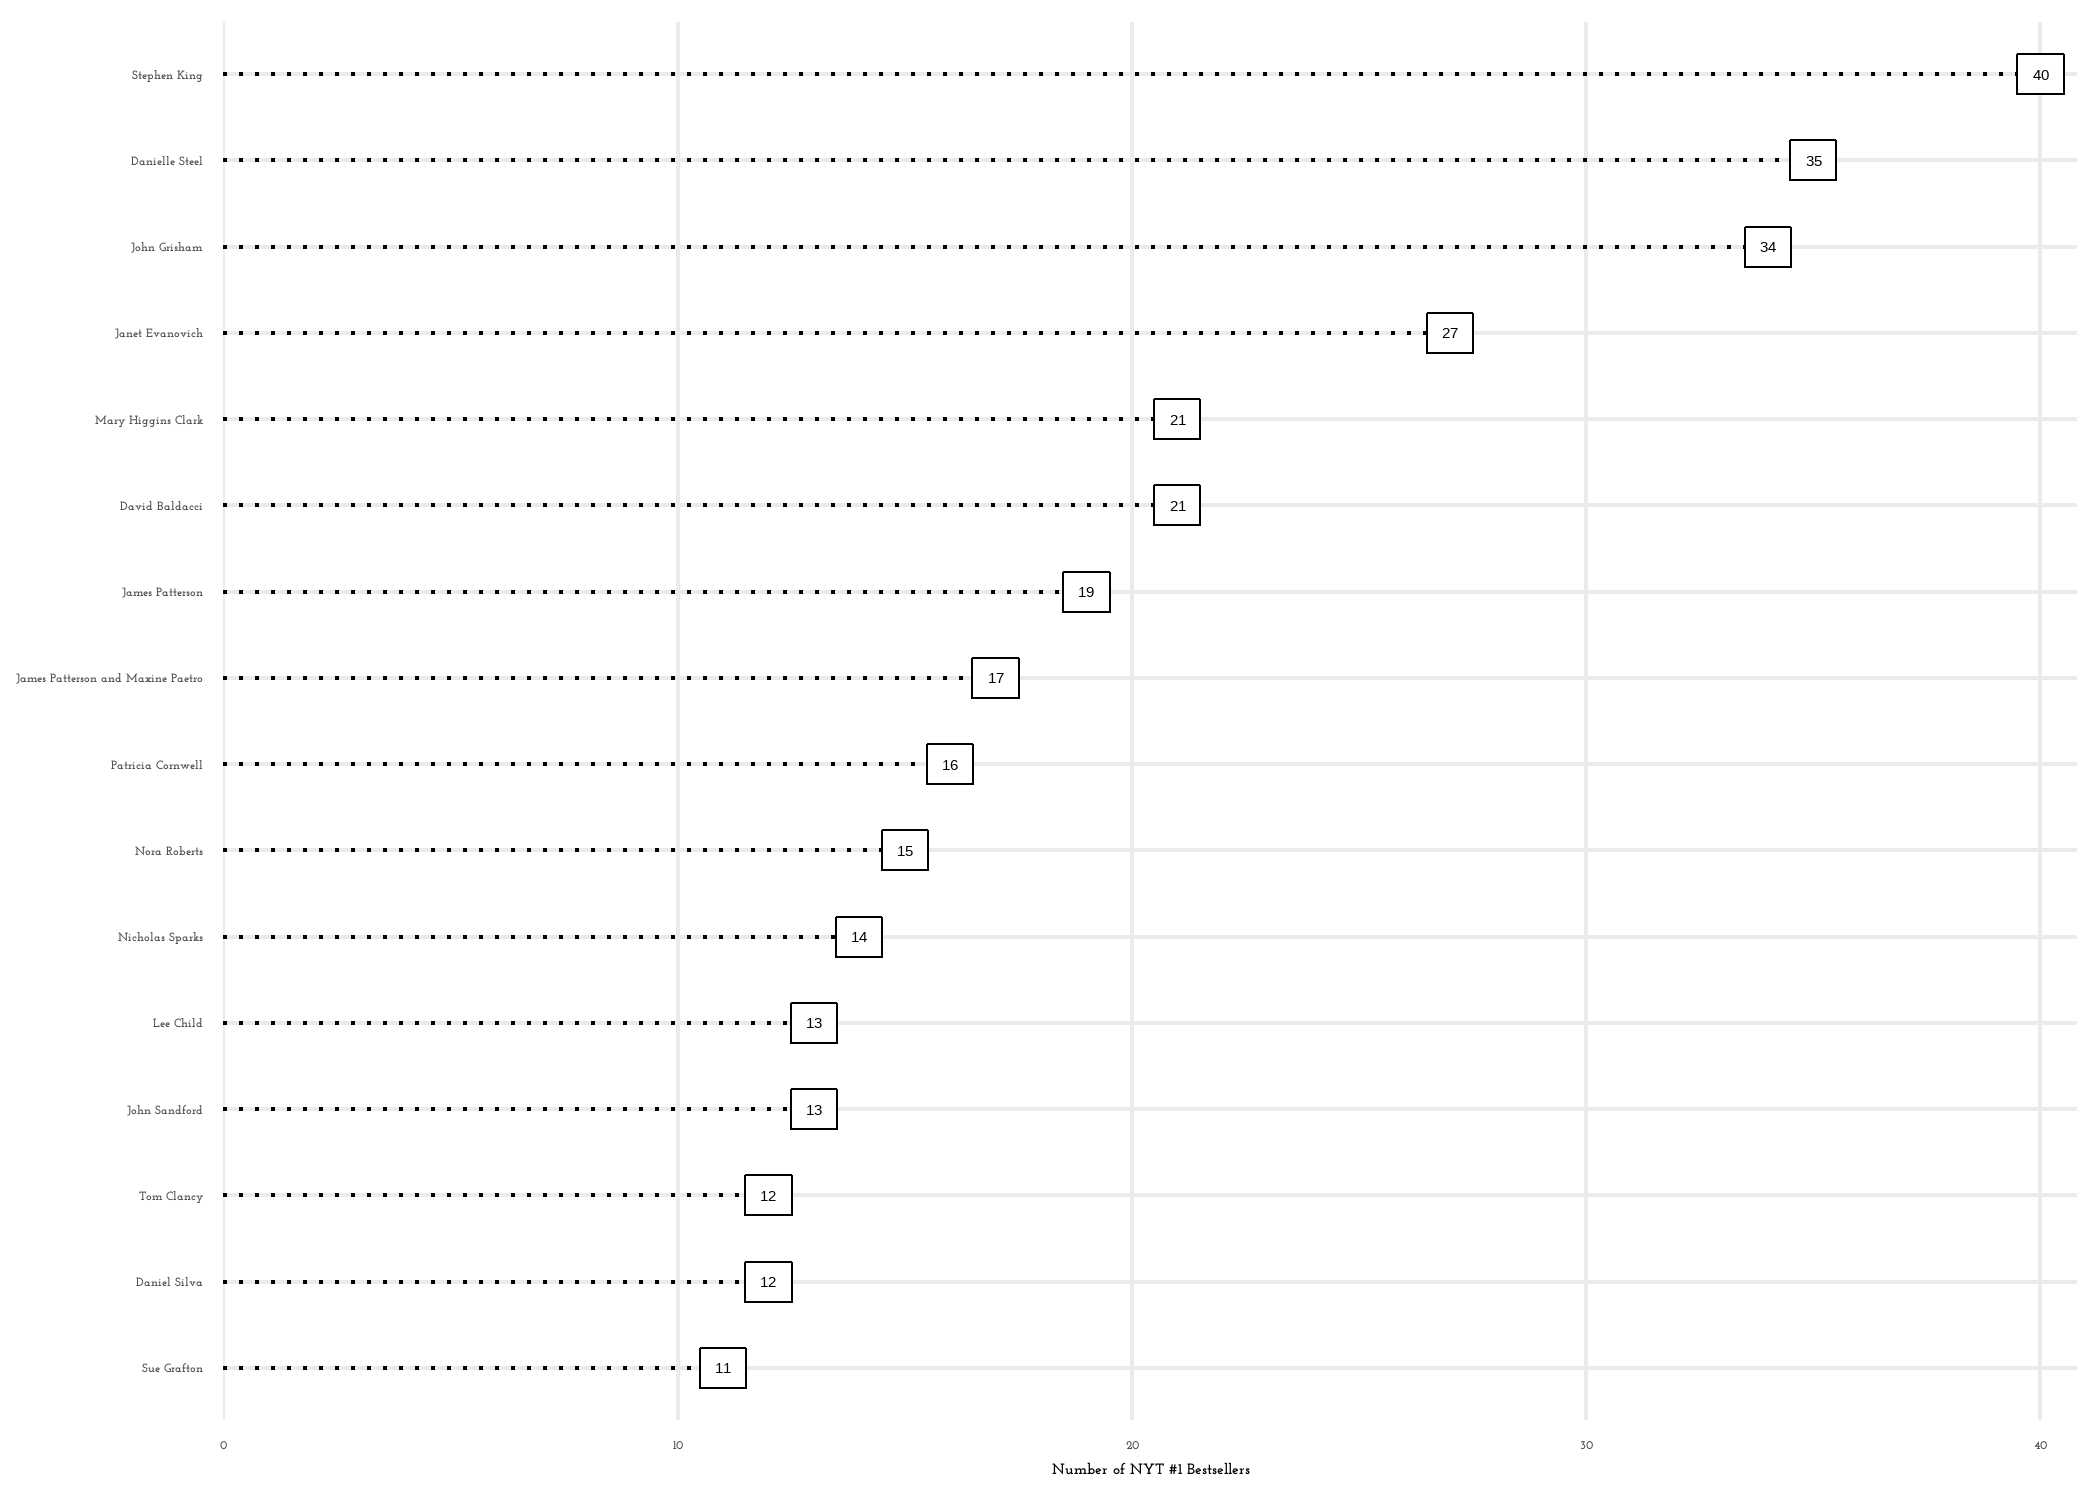 Stephen King 40
Danielle Steel 35
John Grisham 34
Janet Evanovich 27
Mary Higgins Clark 21
David Baldacci 21
James Patterson 19
James Patterson and Maxine Paetro 17
Patricia Cornwell 16
Nora Roberts 15
Nicholas Sparks 14
Lee Child 13
John Sandford 13
Tom Clancy 12
Daniel Silva 12
Sue Grafton 11
0 10 20 30 40
Number of NYT #1 Bestsellers